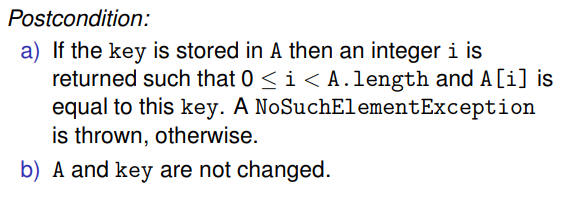 Postcondition:
a) If the key is stored in A then an integer i is
returned such that 0 ≤ i < A.length and A[i] is
equal to this key. A NoSuchElementException
is thrown, otherwise.
b) A and key are not changed.